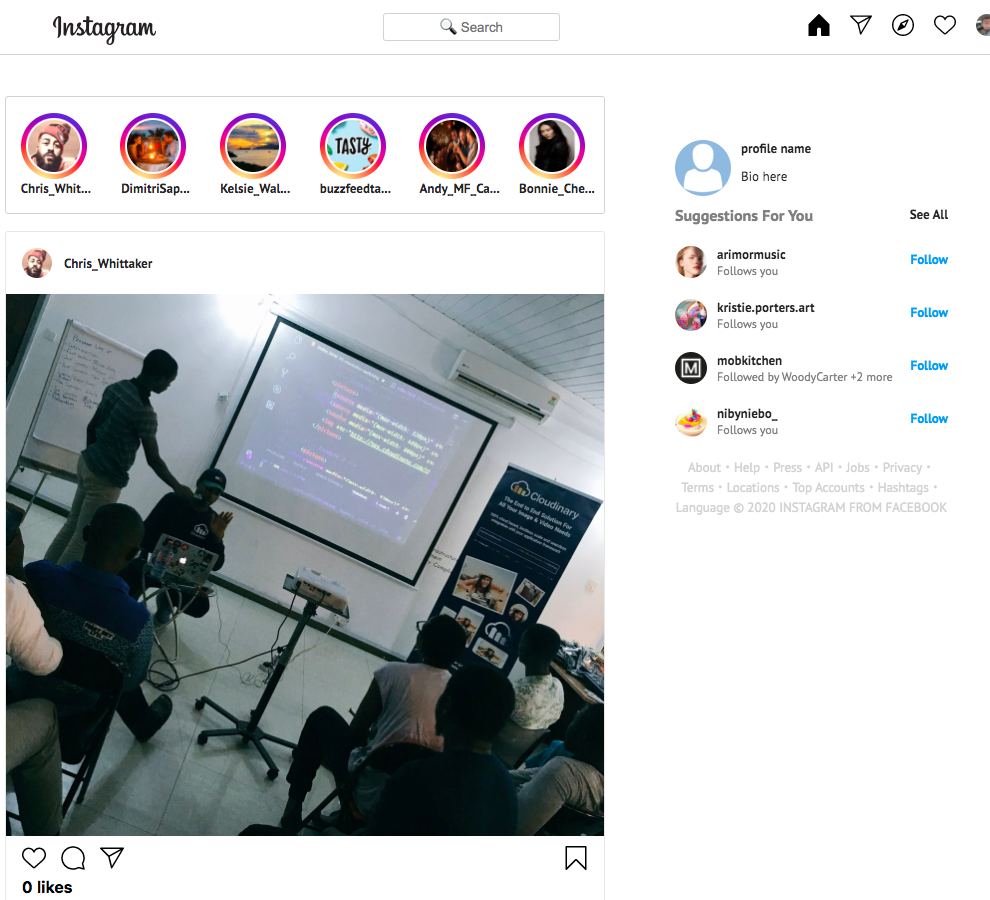 Instagram
Search
Chris_Whit...
DimitriSap...
Kelsie_Wal...
TASTY
buzzfeedta...
Andy_MF_Ca...
Bonnie_Che...
profile name
Bio here
Suggestions For You
See All
arimormusic
Follows you
Follow
kristie.porters.art
Follows you
Follow
M
mobkitchen
Followed by WoodyCarter +2 more
Follow
nibyniebo_
Follows you
Follow
About • Help • Press • API • Jobs • Privacy •
Terms • Locations • Top Accounts • Hashtags •
Language © 2020 INSTAGRAM FROM FACEBOOK
Chris_Whittaker
Cloudinary
The End to End Solution For
All Your Image & Video Needs
0 likes